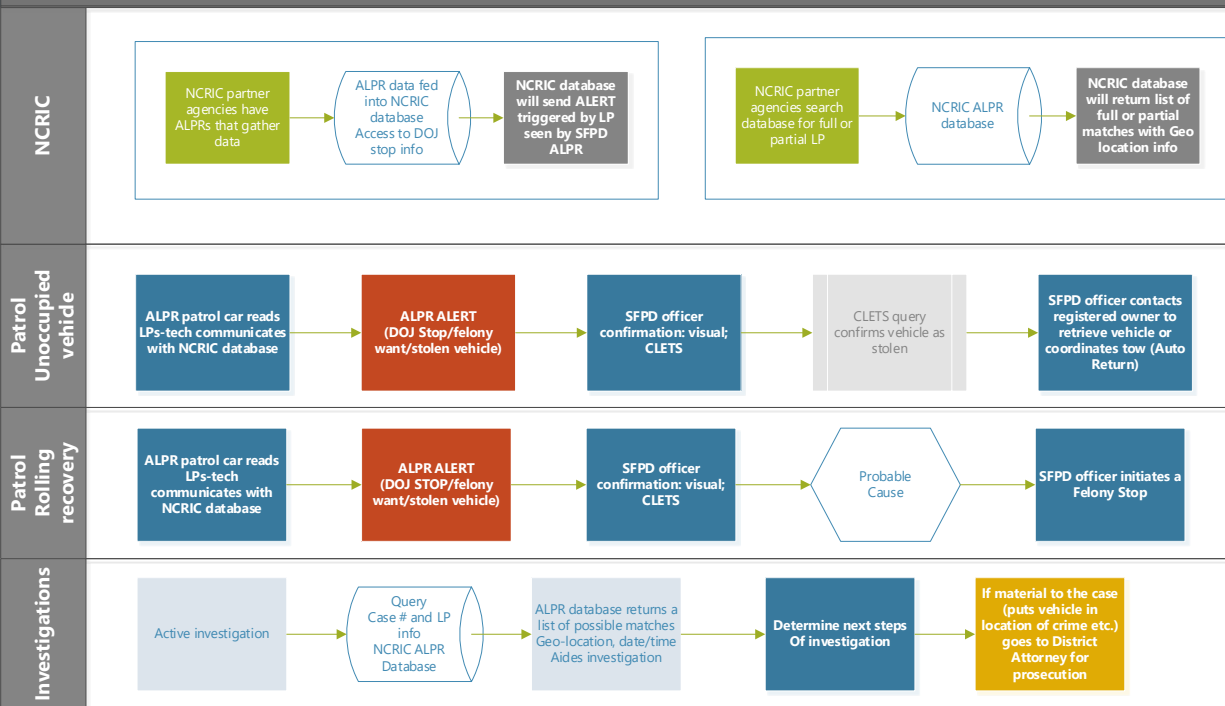 NCRIC
NCRIC partner
agencies have
ALPRs that gather
data
ALPR data fed
into NCRIC
database
Access to DOJ
stop info
NCRIC database
will send ALERT
triggered by LP
seen by SFPD
ALPR
NCRIC partner
agencies search
database for full or
partial LP
NCRIC ALPR
database
NCRIC database
will return list of
full or partial
matches with Geo
location info
Patrol
Unoccupied
vehicle
ALPR patrol car reads
LPs-tech communicates
with NCRIC database
ALPR ALERT
(DOJ Stop/felony
want/stolen vehicle)
SFPD officer
confirmation: visual;
CLETS
CLETS query
confirms vehicle as
stolen
SFPD officer contacts
registered owner to
retrieve vehicle or
coordinates tow (Auto
Return)
Patrol
Rolling
recovery
ALPR patrol car reads
LPs-tech
communicates with
NCRIC database
ALPR ALERT
(DOJ STOP/felony
want/stolen vehicle)
SFPD officer
confirmation: visual;
CLETS
Probable
Cause
SFPD officer initiates a
Felony Stop
Investigations
Active investigation
Query
Case # and LP
info
NCRIC ALPR
Database
ALPR database returns a
list of possible matches
Geo-location, date/time
Aides investigation
Determine next steps
Of investigation
If material to the case
(puts vehicle in
location of crime etc.)
goes to District
Attorney for
prosecution